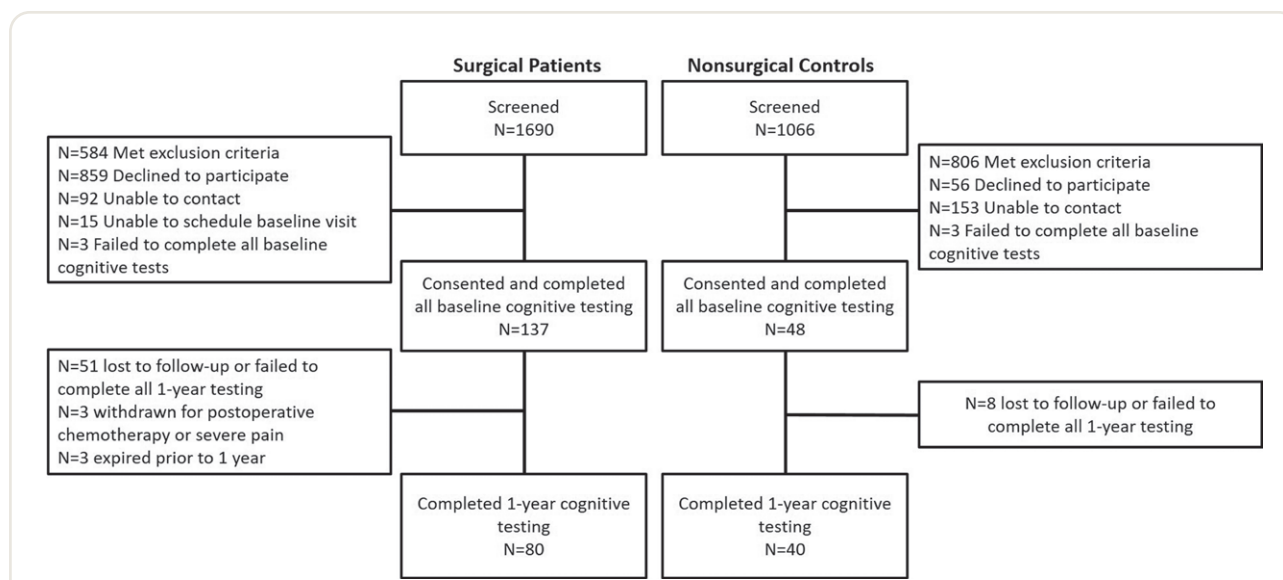 Surgical Patients
Nonsurgical Controls
Screened
N=1690
Screened
N=1066
N=584 Met exclusion criteria
N=859 Declined to participate
N=92 Unable to contact
N=15 Unable to schedule baseline visit
N=3 Failed to complete all baseline
cognitive tests
N=806 Met exclusion criteria
N=56 Declined to participate
N=153 Unable to contact
N=3 Failed to complete all baseline
cognitive tests
Consented and completed
all baseline cognitive testing
N=137
Consented and completed
all baseline cognitive testing
N=48
N=51 lost to follow-up or failed to
complete all 1-year testing
N=3 withdrawn for postoperative
chemotherapy or severe pain
N=3 expired prior to 1 year
N=8 lost to follow-up or failed to
complete all 1-year testing
Completed 1-year cognitive
testing
N=80
Completed 1-year cognitive
testing
N=40